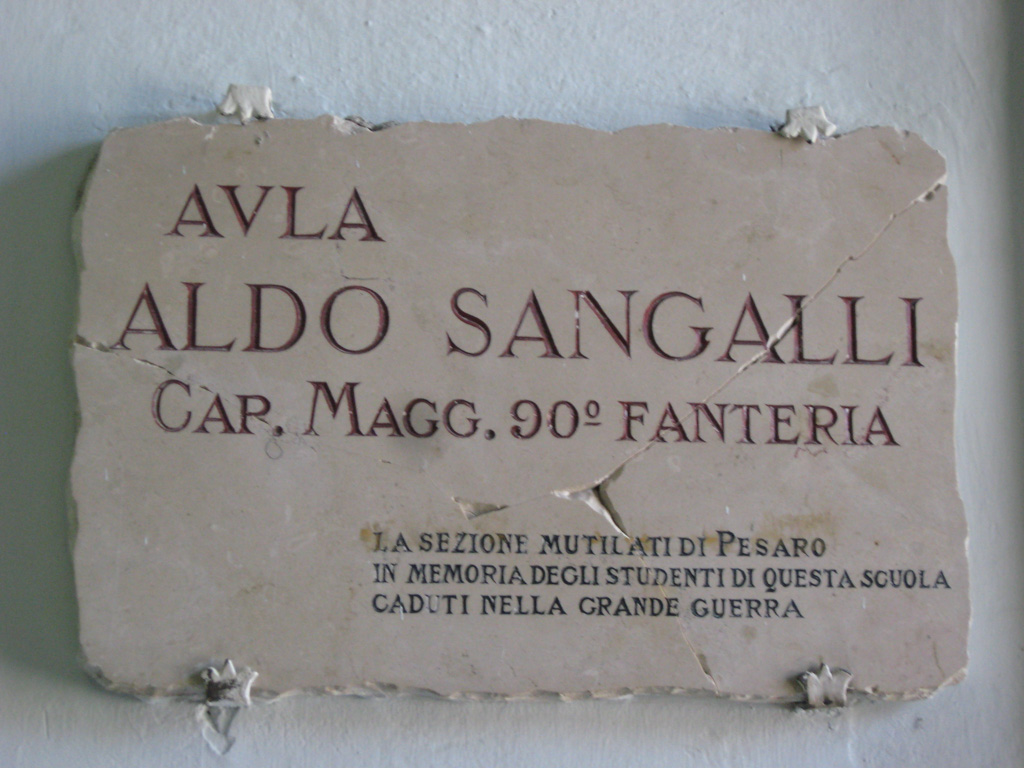 AVLA
ALDO SANGALLI
CAP. MAGG. 90º FANTERIA
LA SEZIONE MUTILATI DI PESARO
IN MEMORIA DEGLI STUDENTI DI QUESTA SCUOLA
CADUTI NELLA GRANDE GUERRA